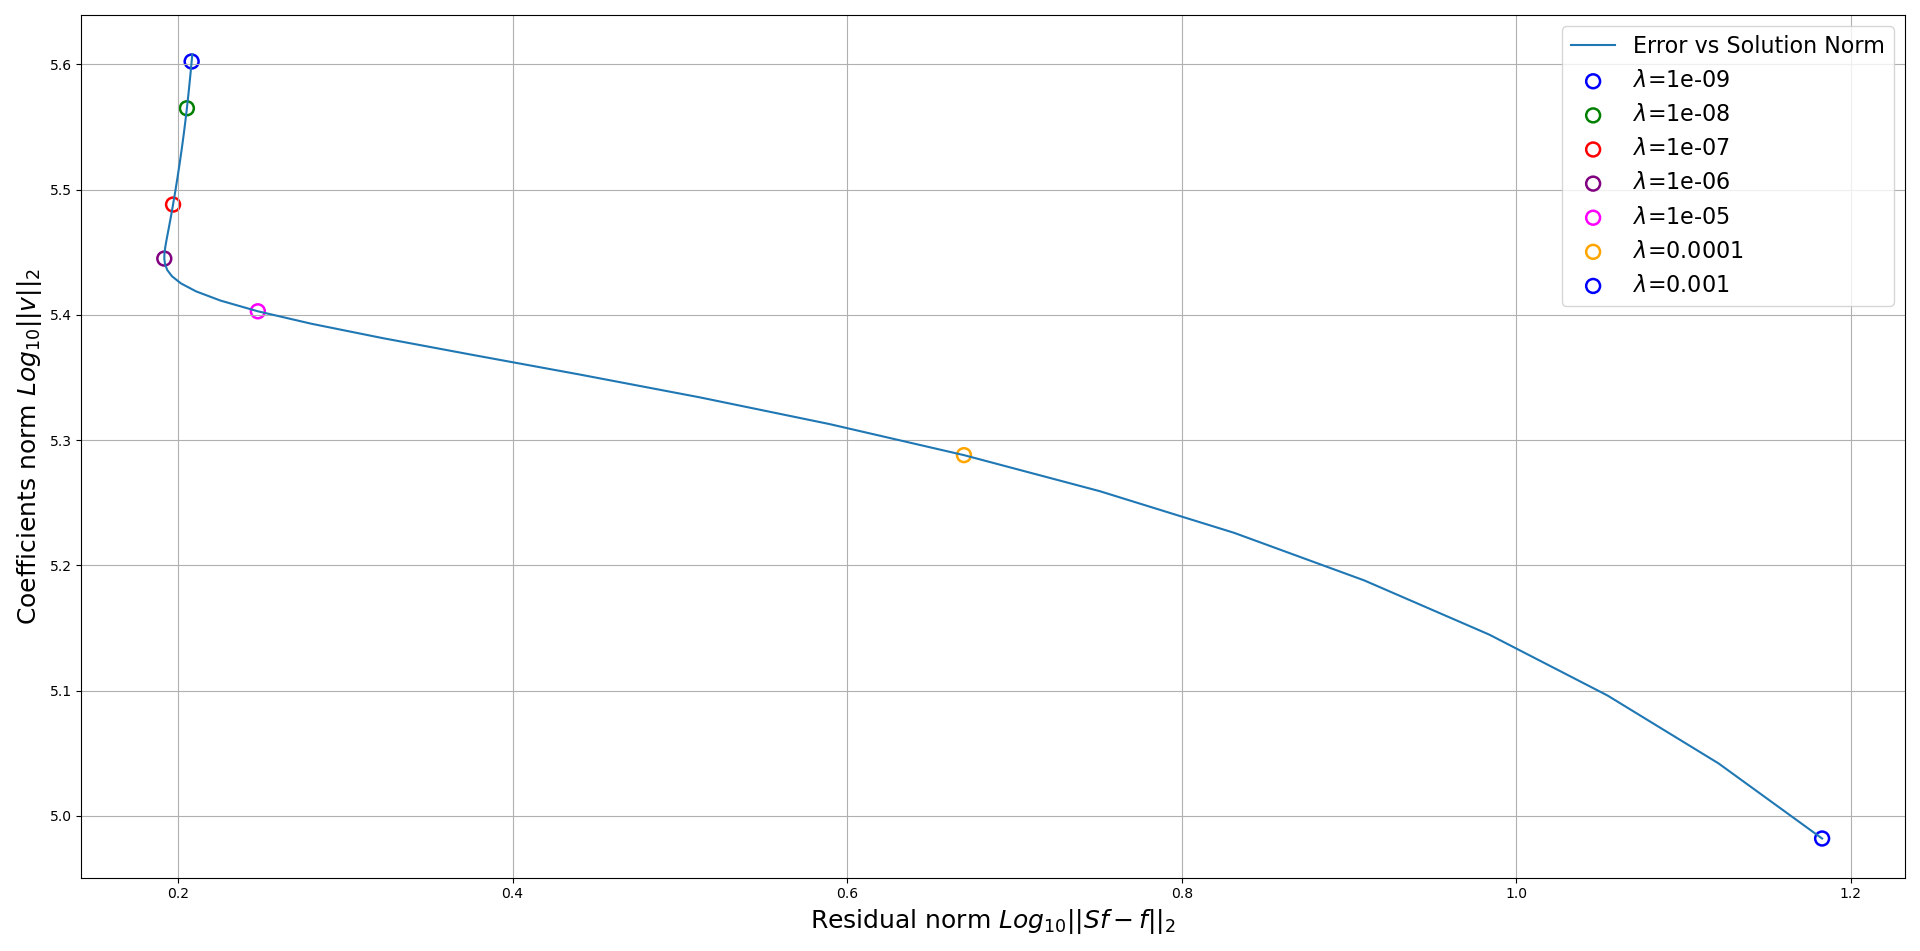 Error vs Solution Norm
λ=1e-09
λ=1e-08
λ=1e-07
λ=1e-06
λ=1e-05
λ=0.0001
λ=0.001
5.6
5.5
5.4
5.3
5.2
5.1
5.0
Coefficients norm Log₁₀||v||₂
0.2 0.4 0.6 0.8 1.0 1.2
Residual norm Log₁₀||Sf − f||₂